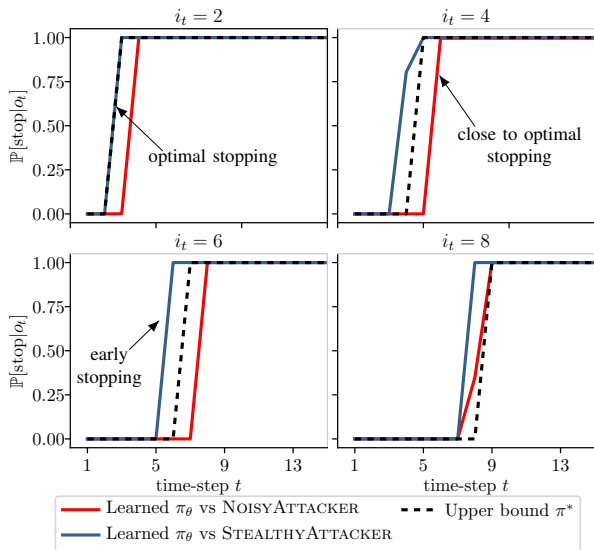 i_t = 2
i_t = 4
1.00
0.75
0.50
0.25
0.00
ℙ[stop|o_t]
optimal stopping
close to optimal
stopping
i_t = 6
i_t = 8
1.00
0.75
0.50
0.25
0.00
ℙ[stop|o_t]
early
stopping
1 5 9 13
1 5 9 13
time-step t
time-step t
Learned π_θ vs NOISYATTACKER
Upper bound π*
Learned π_θ vs STEALTHYATTACKER